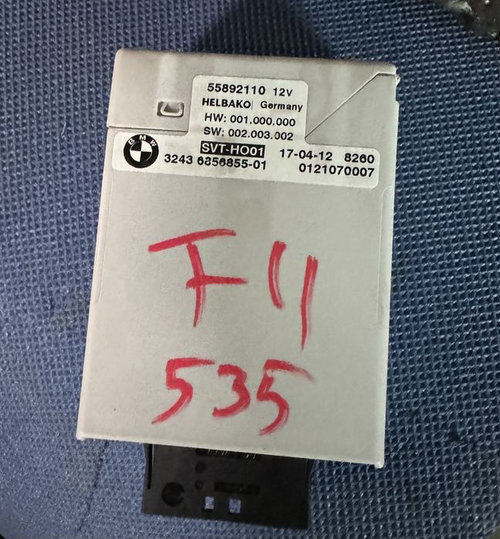 55892110 12V
HELBAKO Germany
HW: 001.000.000
SW: 002.003.002
BMW
SVT-HO01 17-04-12 8260
3243 6856855-01 0121070007
F11
535